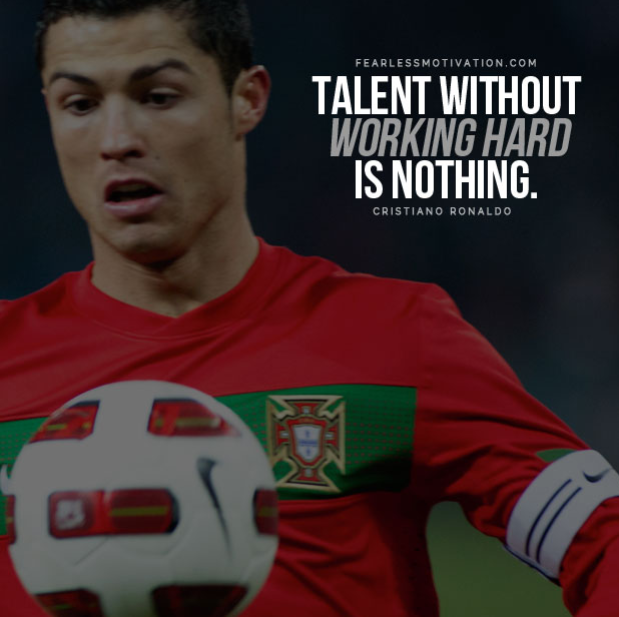 FEARLESSMOTIVATION.COM
TALENT WITHOUT
WORKING HARD
IS NOTHING.
CRISTIANO RONALDO